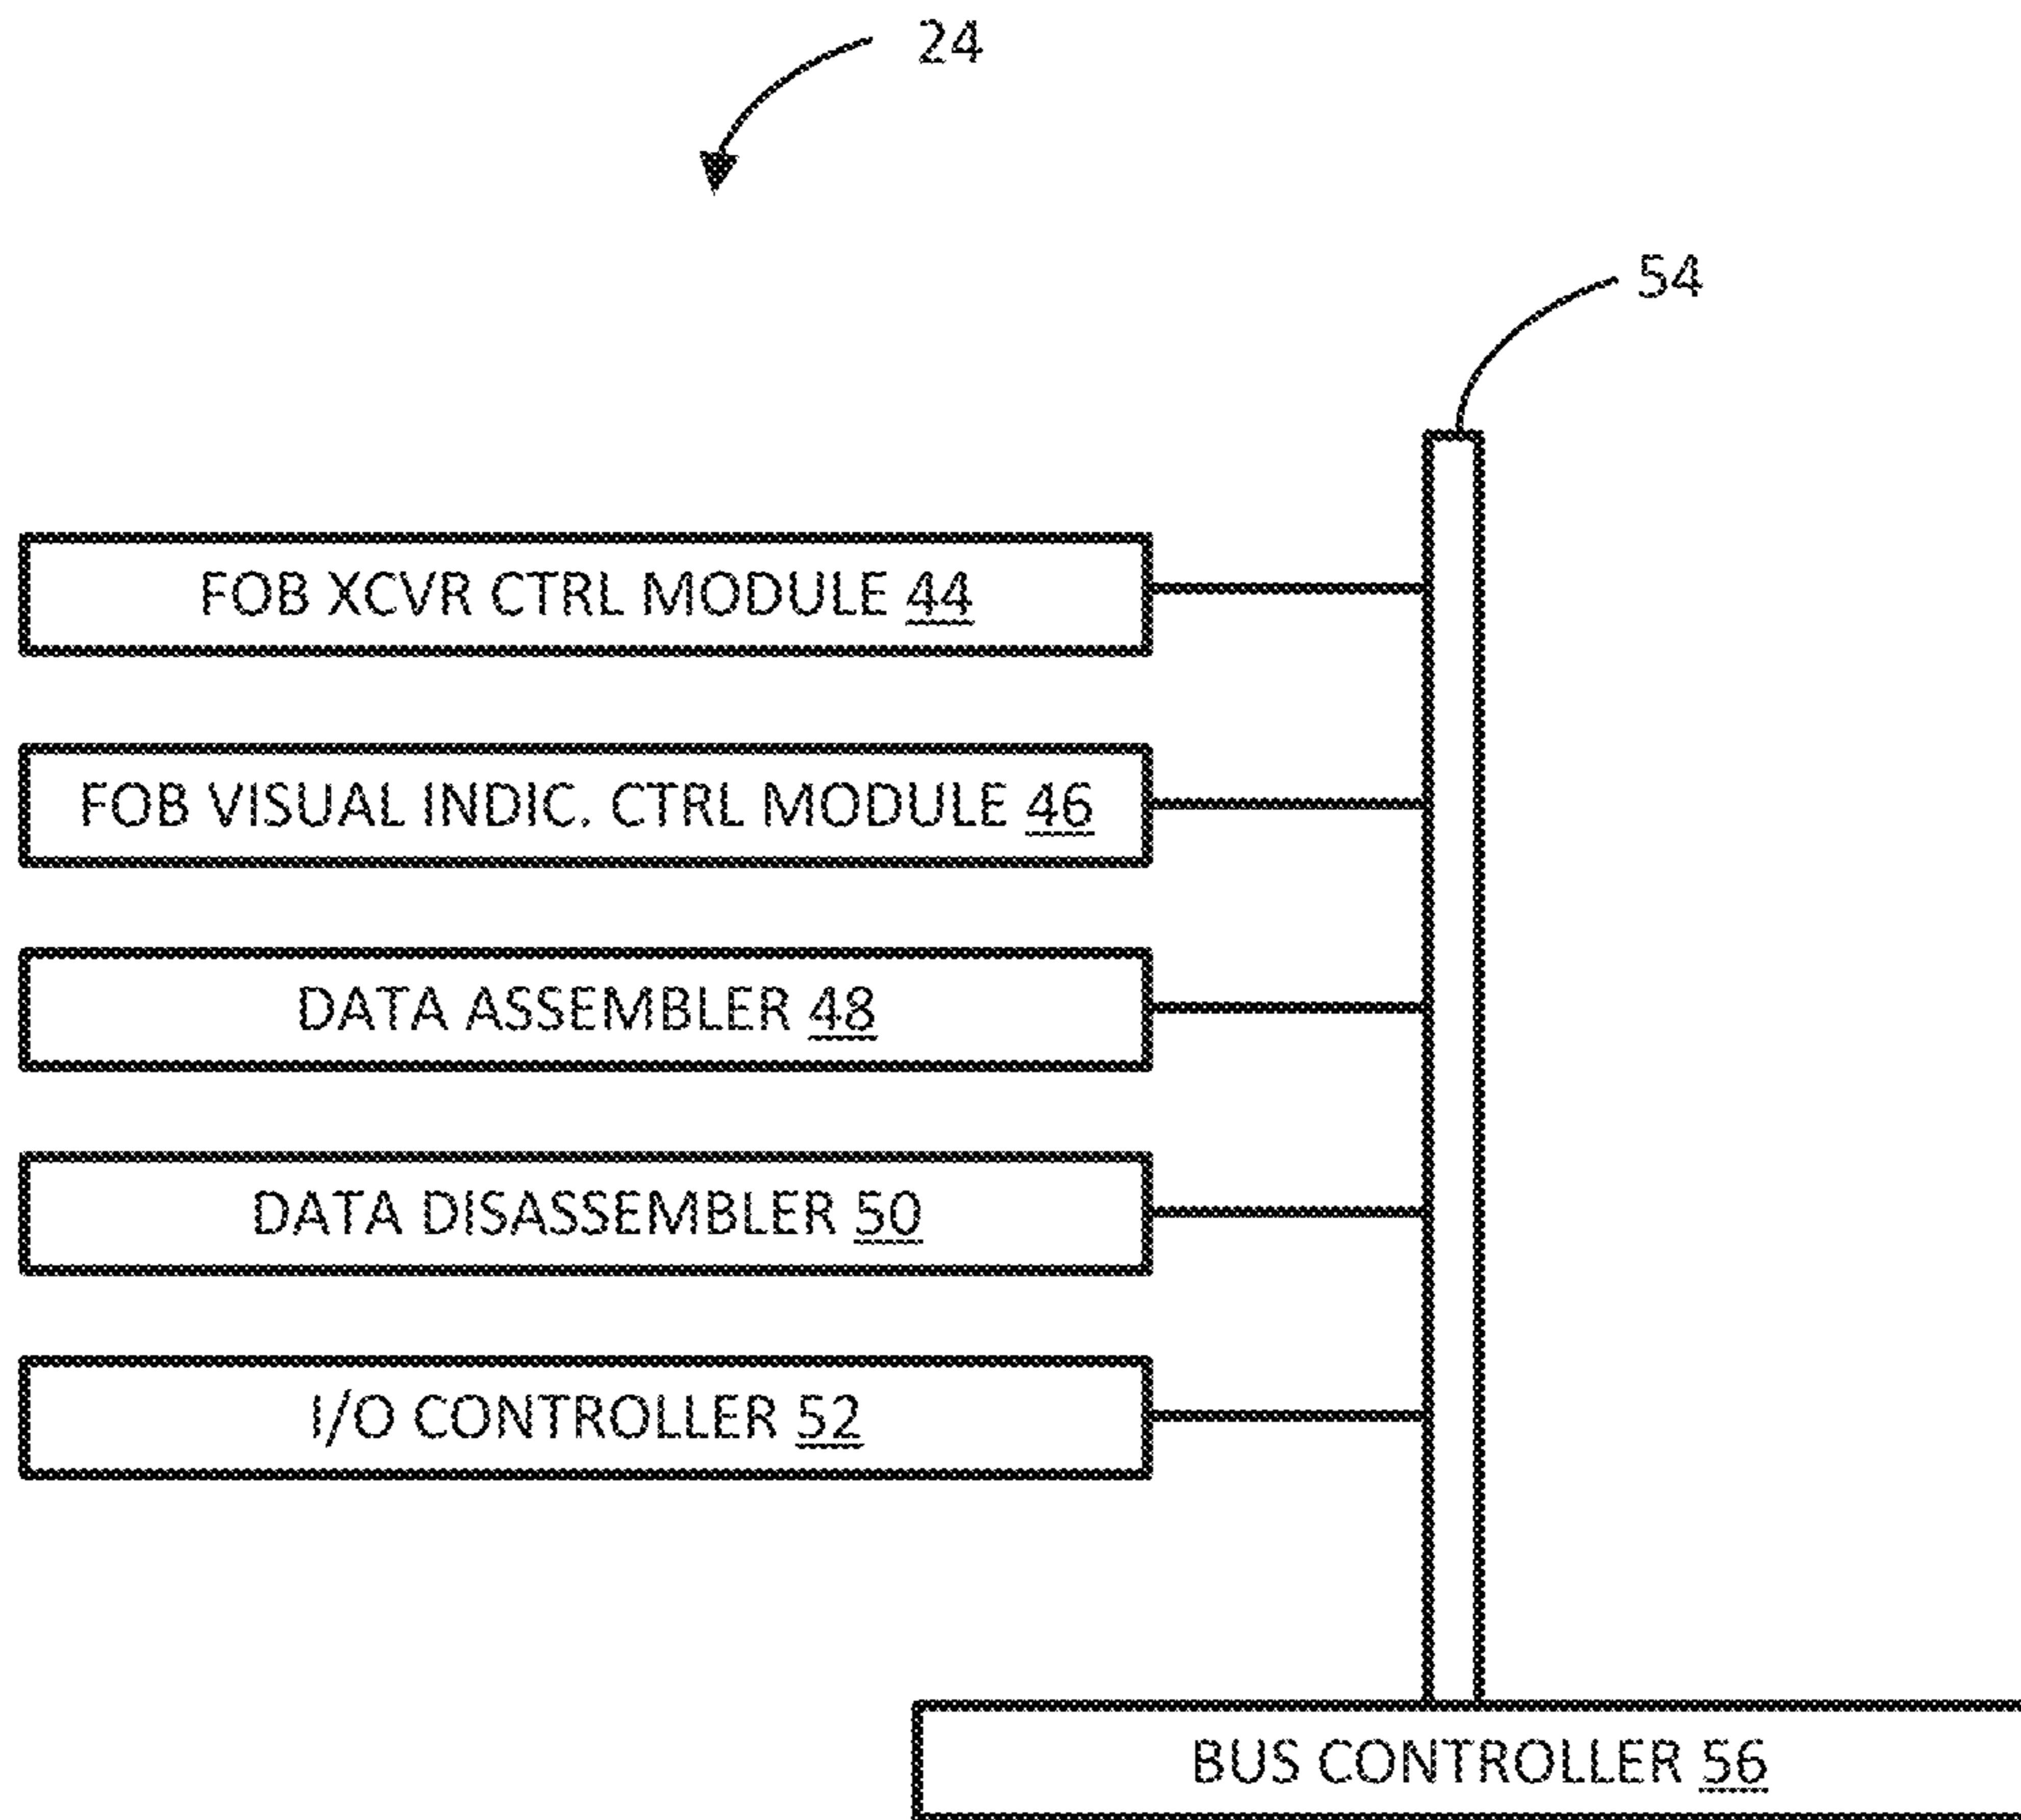 24
54
FOB XCVR CTRL MODULE 44
FOB VISUAL INDIC. CTRL MODULE 46
DATA ASSEMBLER 48
DATA DISASSEMBLER 50
I/O CONTROLLER 52
BUS CONTROLLER 56